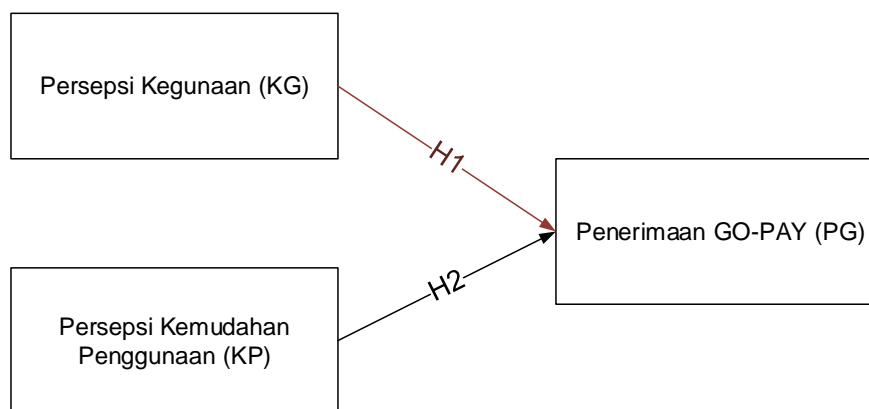 Persepsi Kegunaan (KG)
H1
Penerimaan GO-PAY (PG)
H2
Persepsi Kemudahan
Penggunaan (KP)